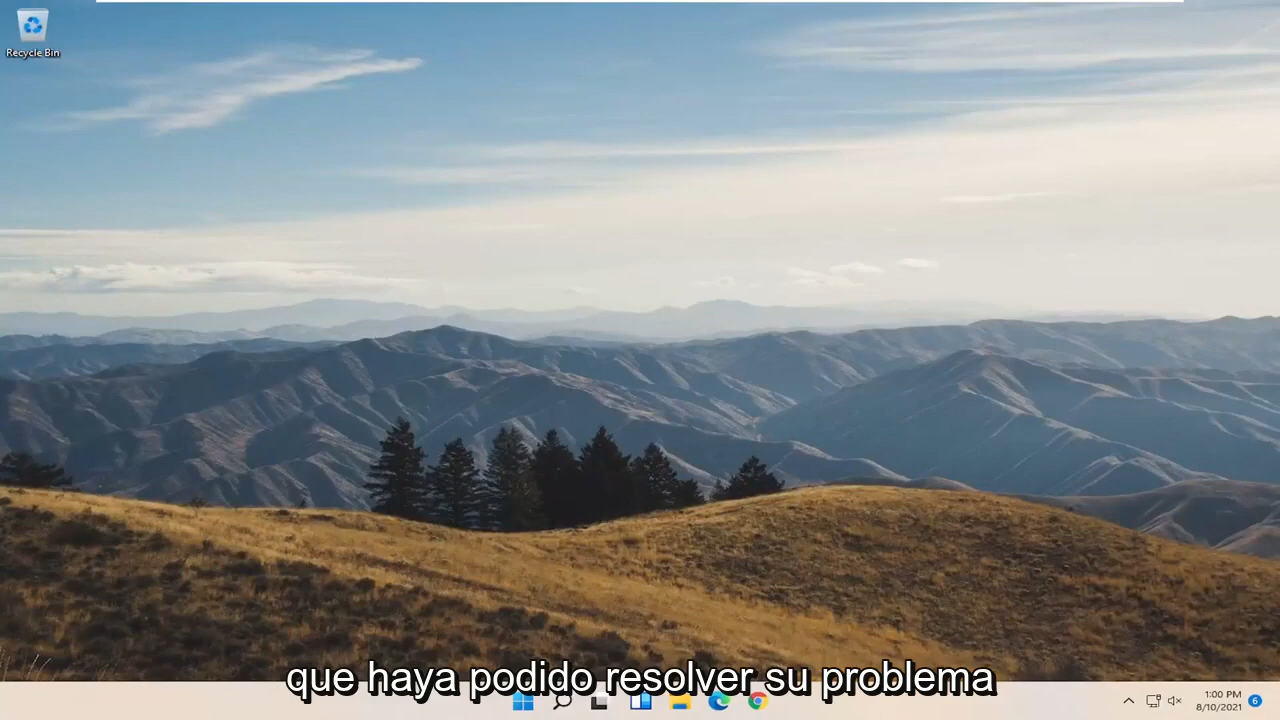 Recycle Bin
que haya podido resolver su problema
1:00 PM
8/10/2021
6